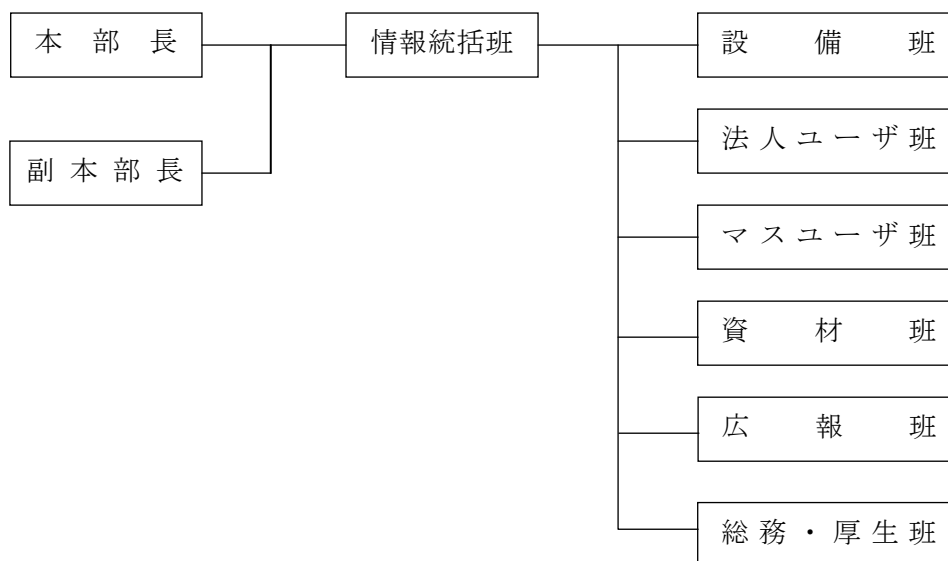 本部長
情報統括班
設備班
法人ユーザ班
副本部長
マスユーザ班
資材班
広報班
総務・厚生班